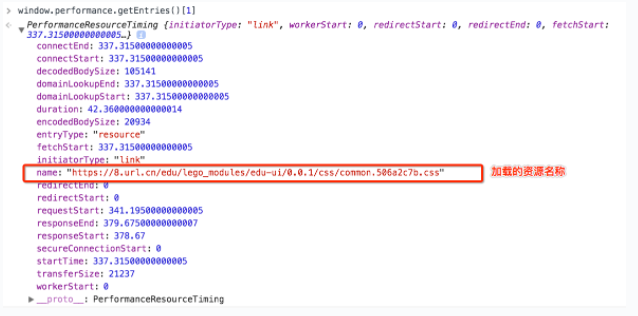 > window.performance.getEntries()[1]
PerformanceResourceTiming {initiatorType: "link", workerStart: 0, redirectStart: 0, redirectEnd: 0, fetchStart:
337.31500000000005…}
connectEnd: 337.31500000000005
connectStart: 337.31500000000005
decodedBodySize: 105141
domainLookupEnd: 337.31500000000005
domainLookupStart: 337.31500000000005
duration: 42.360000000000014
encodedBodySize: 20934
entryType: "resource"
fetchStart: 337.31500000000005
initiatorType: "link"
name: "https://8.url.cn/edu/lego_modules/edu-ui/0.0.1/css/common.506a2c7b.css" 加载的资源名称
redirectEnd: 0
redirectStart: 0
requestStart: 341.19500000000005
responseEnd: 379.67500000000007
responseStart: 378.67
secureConnectionStart: 0
startTime: 337.31500000000005
transferSize: 21237
workerStart: 0
__proto__: PerformanceResourceTiming